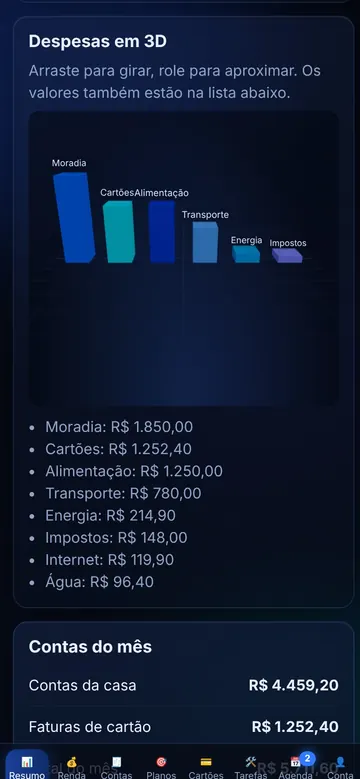 Despesas em 3D
Arraste para girar, role para aproximar. Os
valores também estão na lista abaixo.
Moradia
Cartões
Alimentação
Transporte
Energia
Impostos
• Moradia: R$ 1.850,00
• Cartões: R$ 1.252,40
• Alimentação: R$ 1.250,00
• Transporte: R$ 780,00
• Energia: R$ 214,90
• Impostos: R$ 148,00
• Internet: R$ 119,90
• Água: R$ 96,40
Contas do mês
Contas da casa R$ 4.459,20
Faturas de cartão R$ 1.252,40
2
Resumo Renda Contas Planos Cartões Tarefas Agenda Conta